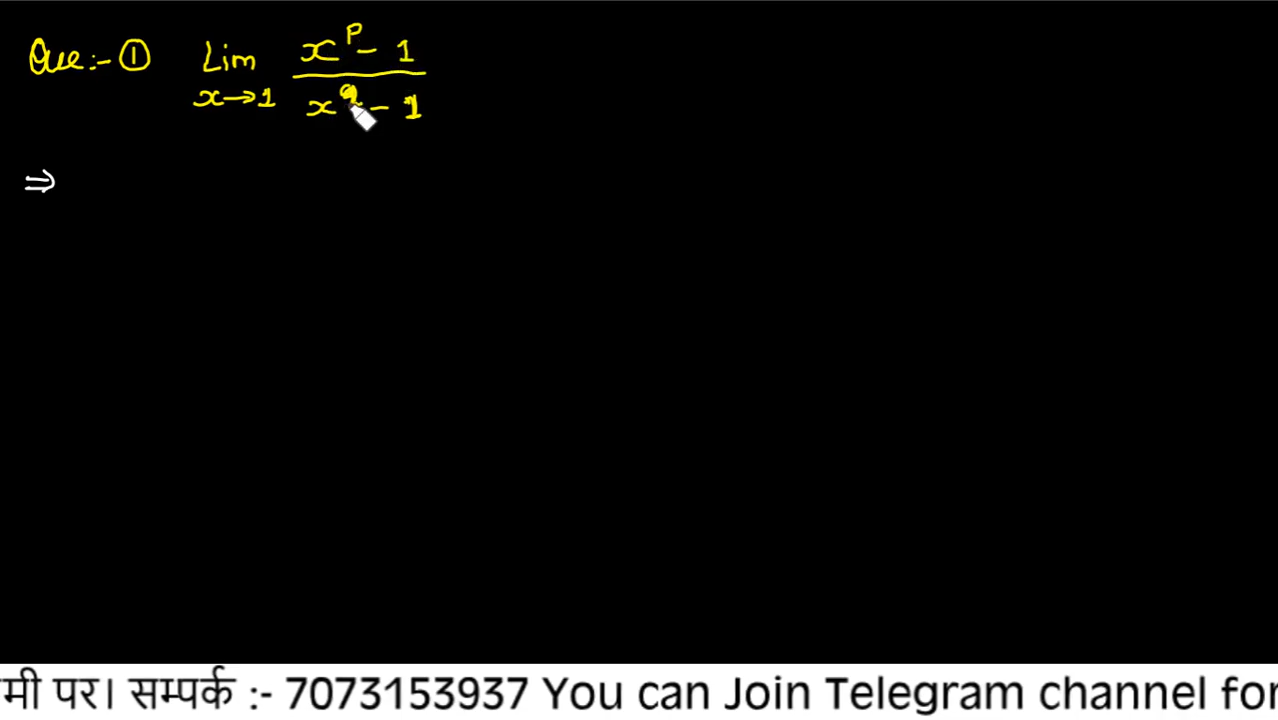 Que:- ① Lim x→1 x^p - 1 / x^q - 1
⇒
मी पर। सम्पर्क :- 7073153937 You can Join Telegram channel for